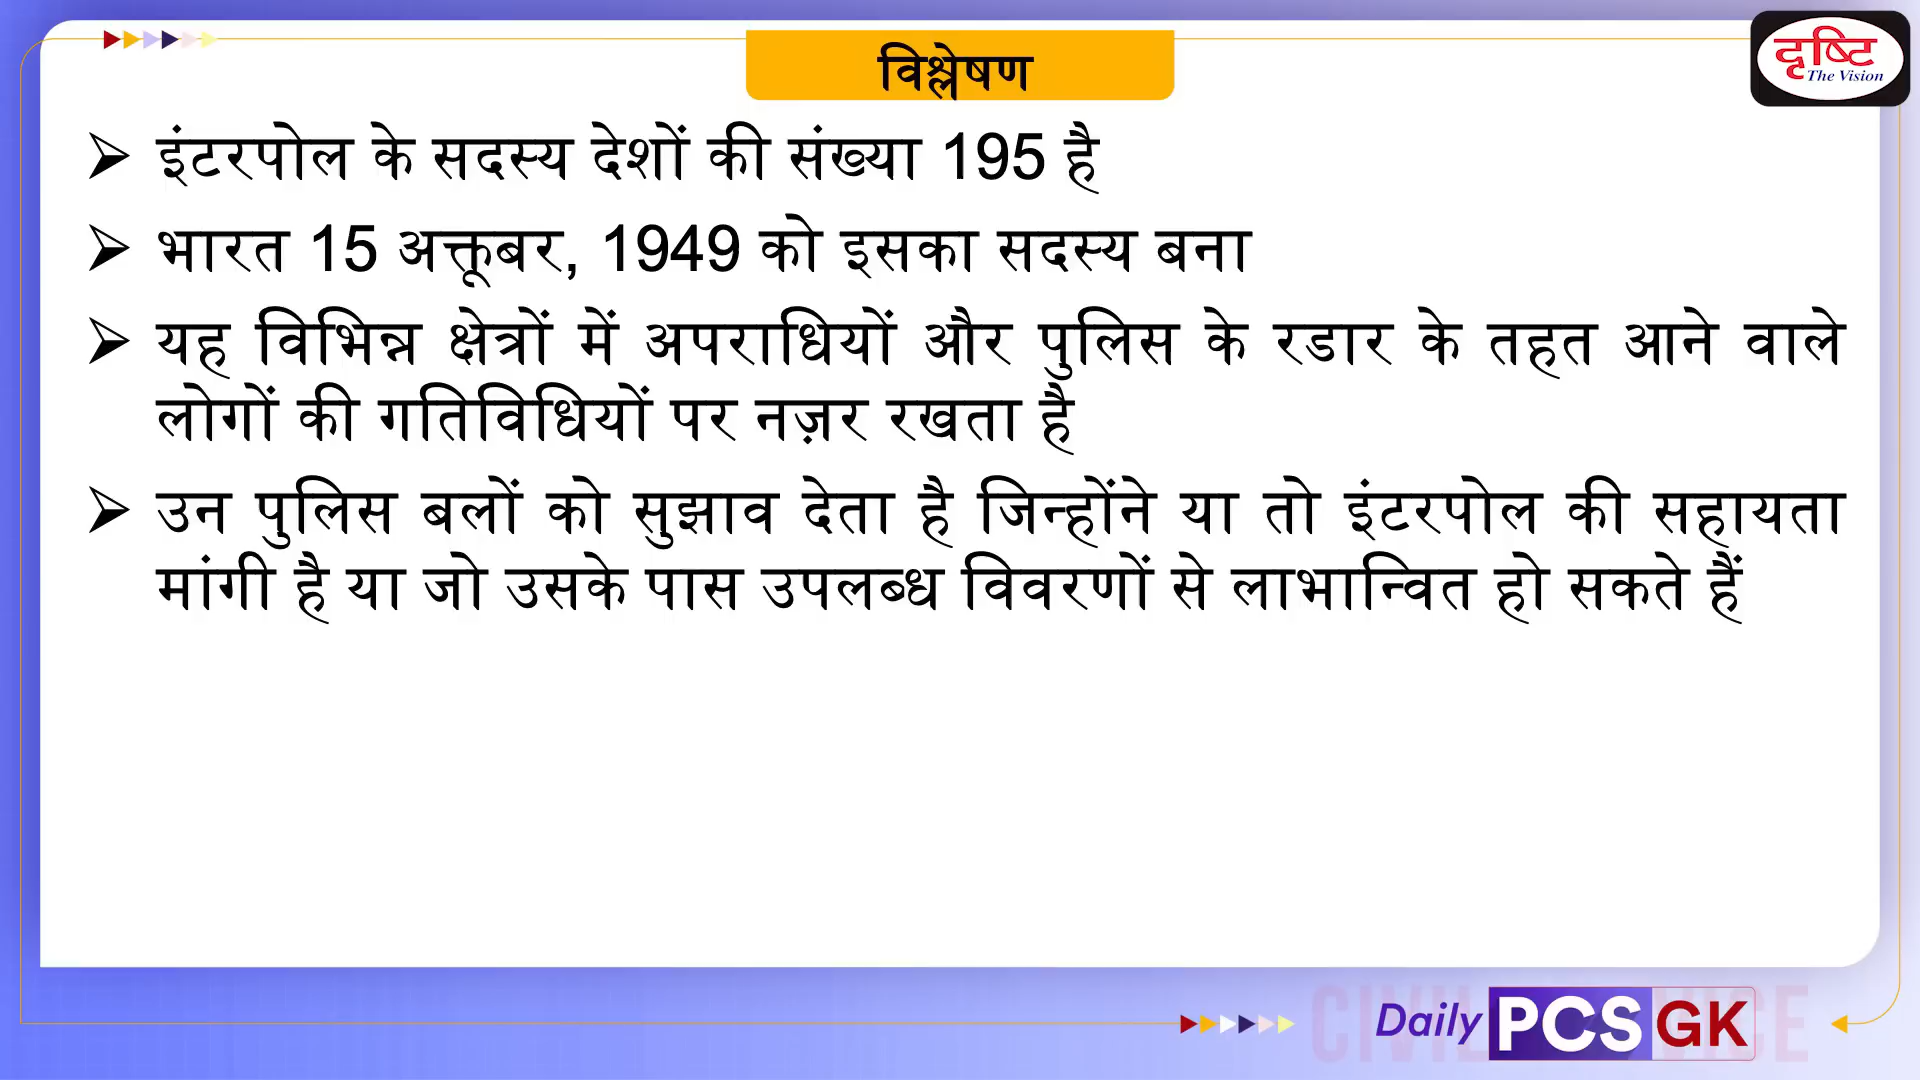 विश्लेषण
दृष्टि
The Vision
➢ इंटरपोल के सदस्य देशों की संख्या 195 है
➢ भारत 15 अक्तूबर, 1949 को इसका सदस्य बना
➢ यह विभिन्न क्षेत्रों में अपराधियों और पुलिस के रडार के तहत आने वाले
लोगों की गतिविधियों पर नज़र रखता है
➢ उन पुलिस बलों को सुझाव देता है जिन्होंने या तो इंटरपोल की सहायता
मांगी है या जो उसके पास उपलब्ध विवरणों से लाभान्वित हो सकते हैं
Daily PCS GK